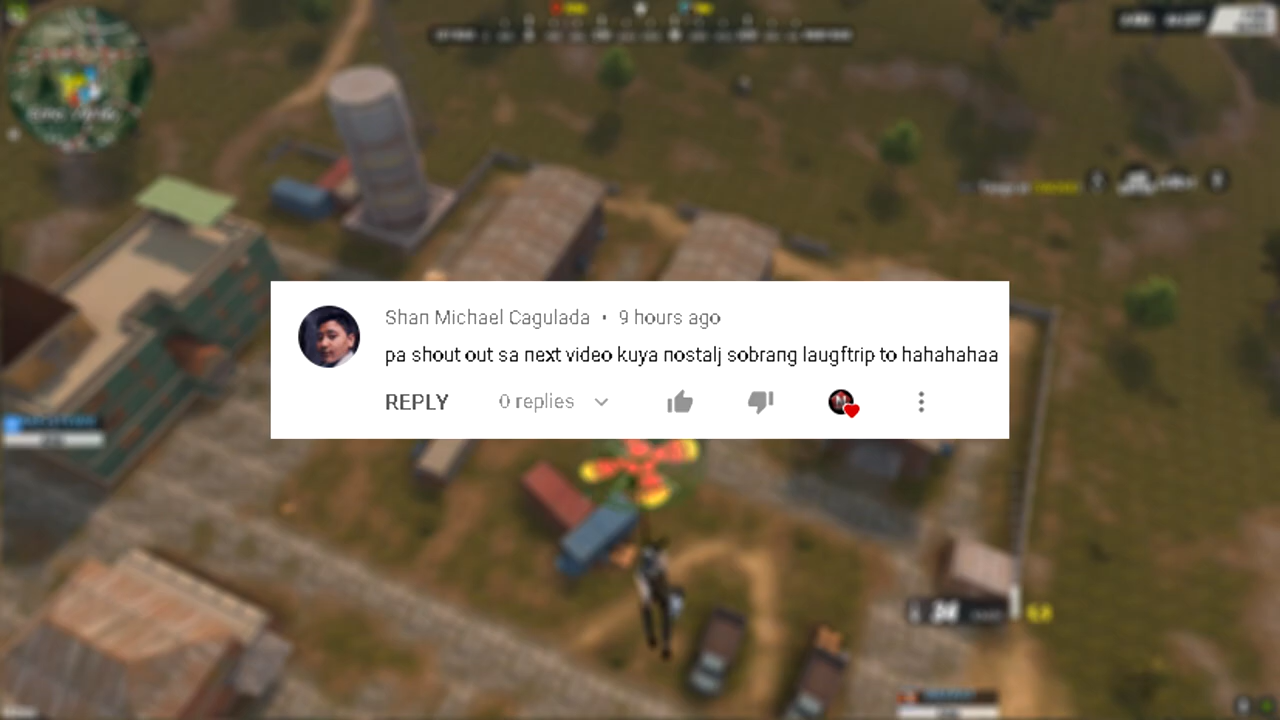 Shan Michael Cagulada • 9 hours ago
pa shout out sa next video kuya nostalj sobrang laugftrip to hahahahaa
REPLY 0 replies